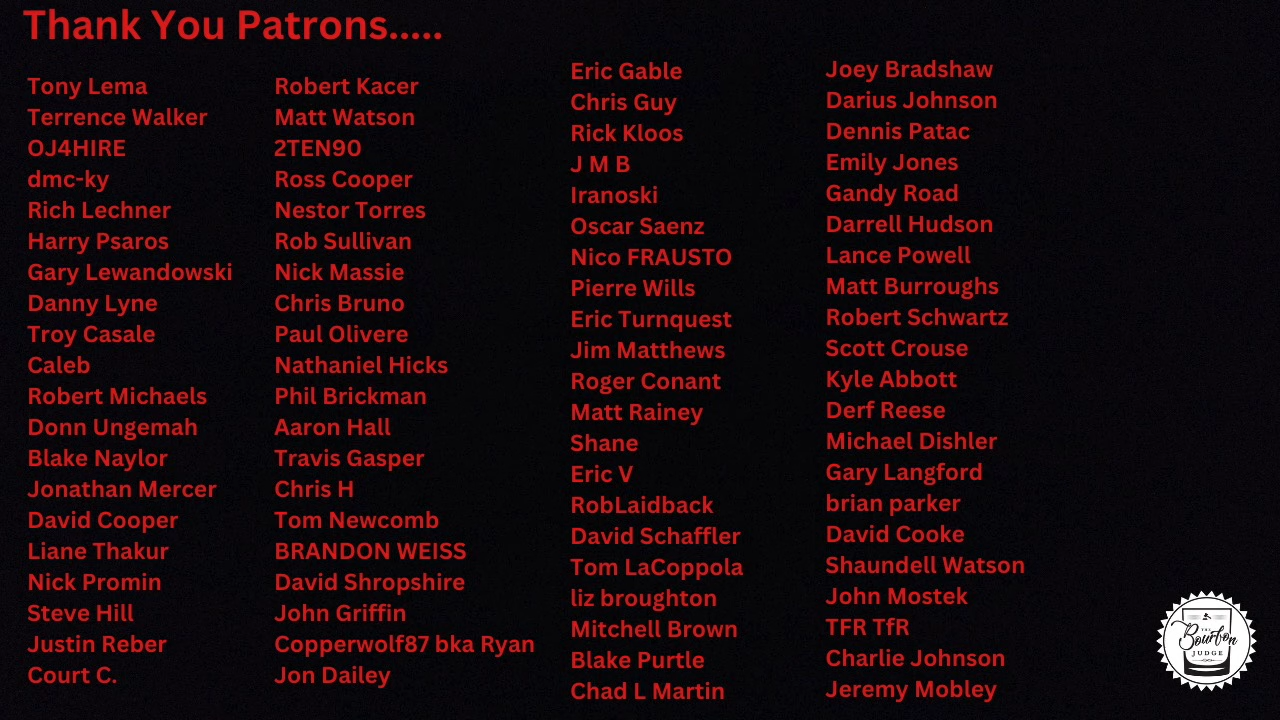 Thank You Patrons.....
Tony Lema
Terrence Walker
OJ4HIRE
dmc-ky
Rich Lechner
Harry Psaros
Gary Lewandowski
Danny Lyne
Troy Casale
Caleb
Robert Michaels
Donn Ungemah
Blake Naylor
Jonathan Mercer
David Cooper
Liane Thakur
Nick Promin
Steve Hill
Justin Reber
Court C.
Robert Kacer
Matt Watson
2TEN90
Ross Cooper
Nestor Torres
Rob Sullivan
Nick Massie
Chris Bruno
Paul Olivere
Nathaniel Hicks
Phil Brickman
Aaron Hall
Travis Gasper
Chris H
Tom Newcomb
BRANDON WEISS
David Shropshire
John Griffin
Copperwolf87 bka Ryan
Jon Dailey
Eric Gable
Chris Guy
Rick Kloos
J M B
Iranoski
Oscar Saenz
Nico FRAUSTO
Pierre Wills
Eric Turnquest
Jim Matthews
Roger Conant
Matt Rainey
Shane
Eric V
RobLaidback
David Schaffler
Tom LaCoppola
liz broughton
Mitchell Brown
Blake Purtle
Chad L Martin
Joey Bradshaw
Darius Johnson
Dennis Patac
Emily Jones
Gandy Road
Darrell Hudson
Lance Powell
Matt Burroughs
Robert Schwartz
Scott Crouse
Kyle Abbott
Derf Reese
Michael Dishler
Gary Langford
brian parker
David Cooke
Shaundell Watson
John Mostek
TFR TfR
Charlie Johnson
Jeremy Mobley
THE
Bourbon
JUDGE